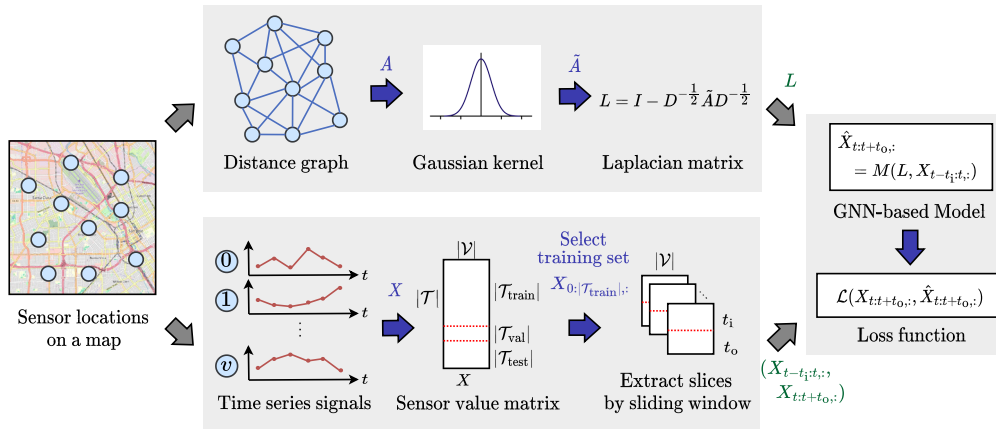 A
Ã
L = I − D^{-1/2} Ã D^{-1/2}
L
Distance graph
Gaussian kernel
Laplacian matrix
X̂_{t:t+t_o,:}
= M(L, X_{t−t_i:t,:})
GNN-based Model
Sensor locations
on a map
0
t
1
t
⋮
v
t
Time series signals
X
|𝒱|
|𝒯|
|𝒯_train|
|𝒯_val|
|𝒯_test|
X
Sensor value matrix
Select
training set
X_{0:|𝒯_train|,:}
|𝒱|
⋱
t_i
t_o
Extract slices
by sliding window
(X_{t−t_i:t,:},
X_{t:t+t_o,:})
ℒ(X_{t:t+t_o,:}, X̂_{t:t+t_o,:})
Loss function